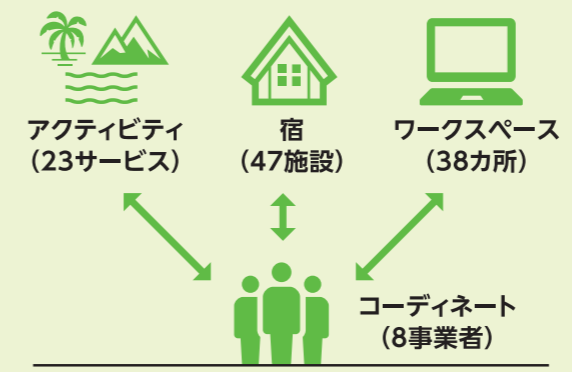 アクティビティ
（23サービス）
宿
（47施設）
ワークスペース
（38カ所）
コーディネート
（8事業者）